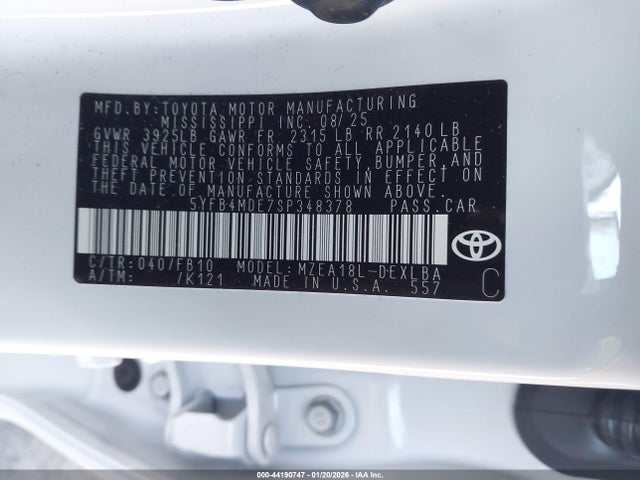 MFD.BY:TOYOTA MOTOR MANUFACTURING
MISSISSIPPI INC. 08/25
GVWR 3925LB GAWR FR. 2315 LB RR 2140 LB
THIS VEHICLE CONFORMS TO ALL APPLICABLE
FEDERAL MOTOR VEHICLE SAFETY, BUMPER, AND
THEFT PREVENTION STANDARDS IN EFFECT ON
THE DATE OF MANUFACTURE SHOWN ABOVE.
5YFB4MDE7SP348378 PASS.CAR
C/TR:040/FB10 MODEL:MZEA18L-DEXLBA
A/TM: /K121 MADE IN U.S.A. 557
C
000-44190747 - 01/20/2026 - IAAI.COM